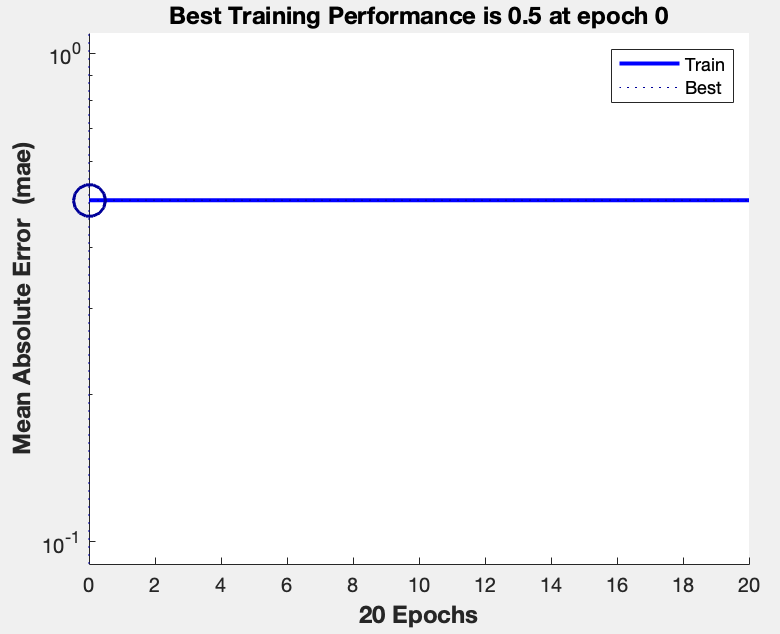 Best Training Performance is 0.5 at epoch 0
10^0
Train
Best
Mean Absolute Error (mae)
10^-1
0 2 4 6 8 10 12 14 16 18 20
20 Epochs